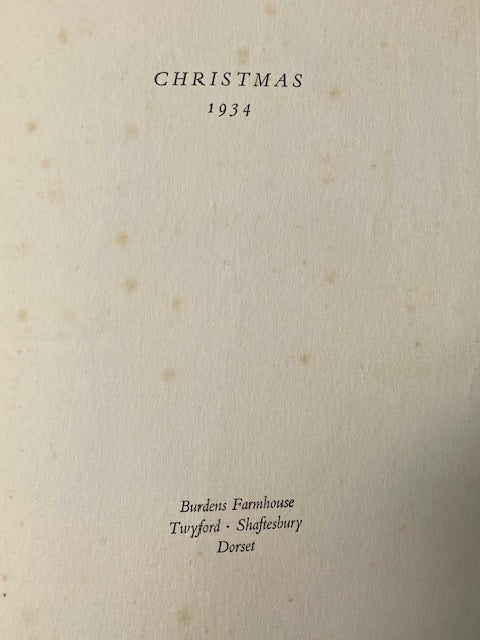 CHRISTMAS
1934
Burdens Farmhouse
Twyford · Shaftesbury
Dorset